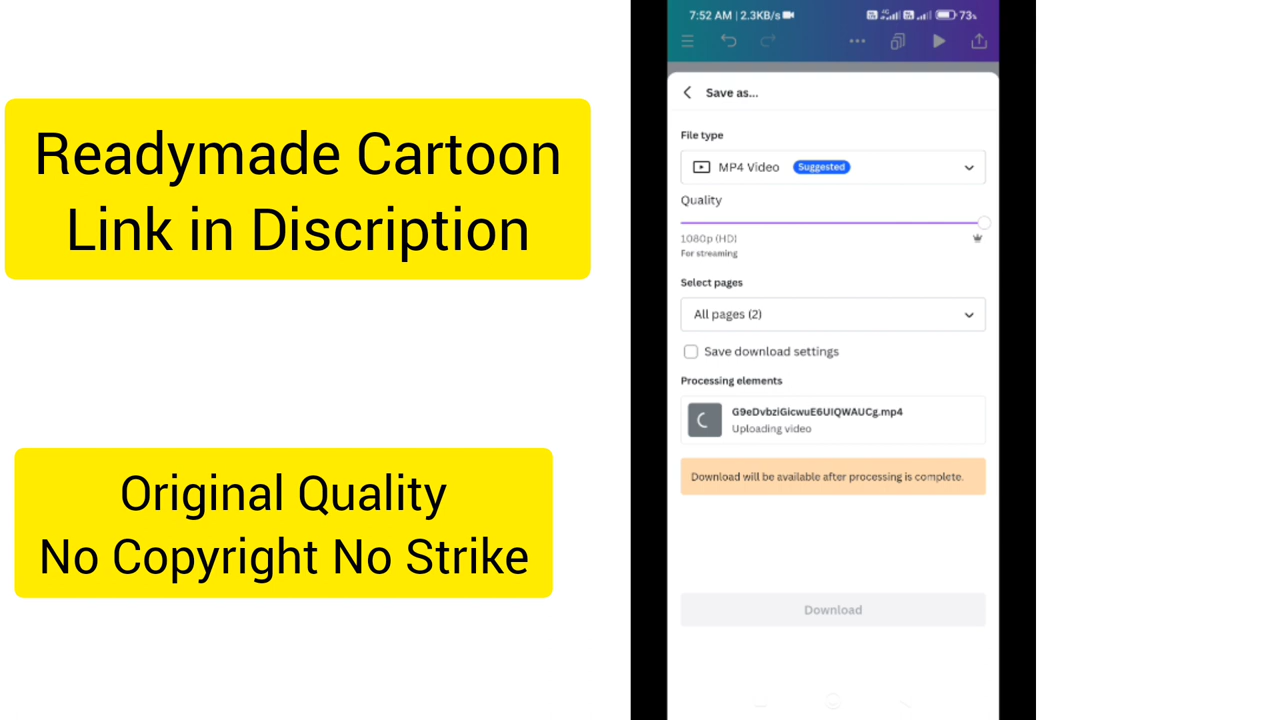 Readymade Cartoon
Link in Discription
Original Quality
No Copyright No Strike
7:52 AM | 2.3KB/s
73%
Save as...
File type
MP4 Video Suggested
Quality
1080p (HD)
For streaming
Select pages
All pages (2)
Save download settings
Processing elements
G9eDvbziGicwuE6UIQWAUCg.mp4
Uploading video
Download will be available after processing is complete.
Download